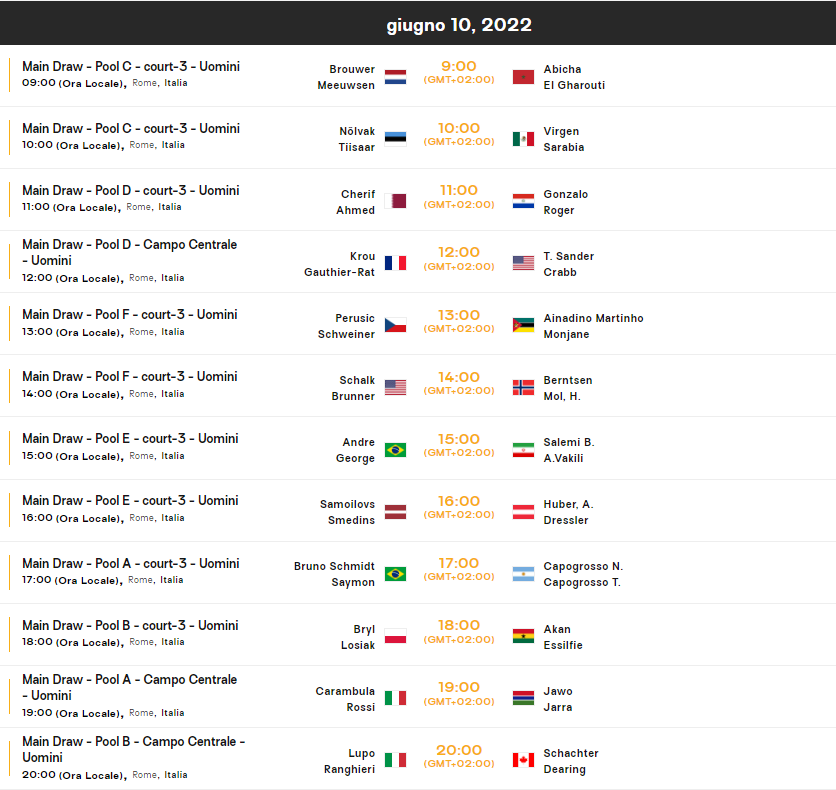 giugno 10, 2022
Main Draw - Pool C - court-3 - Uomini
09:00 (Ora Locale), Rome, Italia
Brouwer
Meeuwsen
9:00
(GMT+02:00)
Abicha
El Gharouti
Main Draw - Pool C - court-3 - Uomini
10:00 (Ora Locale), Rome, Italia
Nõlvak
Tiisaar
10:00
(GMT+02:00)
Virgen
Sarabia
Main Draw - Pool D - court-3 - Uomini
11:00 (Ora Locale), Rome, Italia
Cherif
Ahmed
11:00
(GMT+02:00)
Gonzalo
Roger
Main Draw - Pool D - Campo Centrale
- Uomini
12:00 (Ora Locale), Rome, Italia
Krou
Gauthier-Rat
12:00
(GMT+02:00)
T. Sander
Crabb
Main Draw - Pool F - court-3 - Uomini
13:00 (Ora Locale), Rome, Italia
Perusic
Schweiner
13:00
(GMT+02:00)
Ainadino Martinho
Monjane
Main Draw - Pool F - court-3 - Uomini
14:00 (Ora Locale), Rome, Italia
Schalk
Brunner
14:00
(GMT+02:00)
Berntsen
Mol, H.
Main Draw - Pool E - court-3 - Uomini
15:00 (Ora Locale), Rome, Italia
Andre
George
15:00
(GMT+02:00)
Salemi B.
A.Vakili
Main Draw - Pool E - court-3 - Uomini
16:00 (Ora Locale), Rome, Italia
Samoilovs
Smedins
16:00
(GMT+02:00)
Huber, A.
Dressler
Main Draw - Pool A - court-3 - Uomini
17:00 (Ora Locale), Rome, Italia
Bruno Schmidt
Saymon
17:00
(GMT+02:00)
Capogrosso N.
Capogrosso T.
Main Draw - Pool B - court-3 - Uomini
18:00 (Ora Locale), Rome, Italia
Bryl
Losiak
18:00
(GMT+02:00)
Akan
Essilfie
Main Draw - Pool A - Campo Centrale
- Uomini
19:00 (Ora Locale), Rome, Italia
Carambula
Rossi
19:00
(GMT+02:00)
Jawo
Jarra
Main Draw - Pool B - Campo Centrale -
Uomini
20:00 (Ora Locale), Rome, Italia
Lupo
Ranghieri
20:00
(GMT+02:00)
Schachter
Dearing